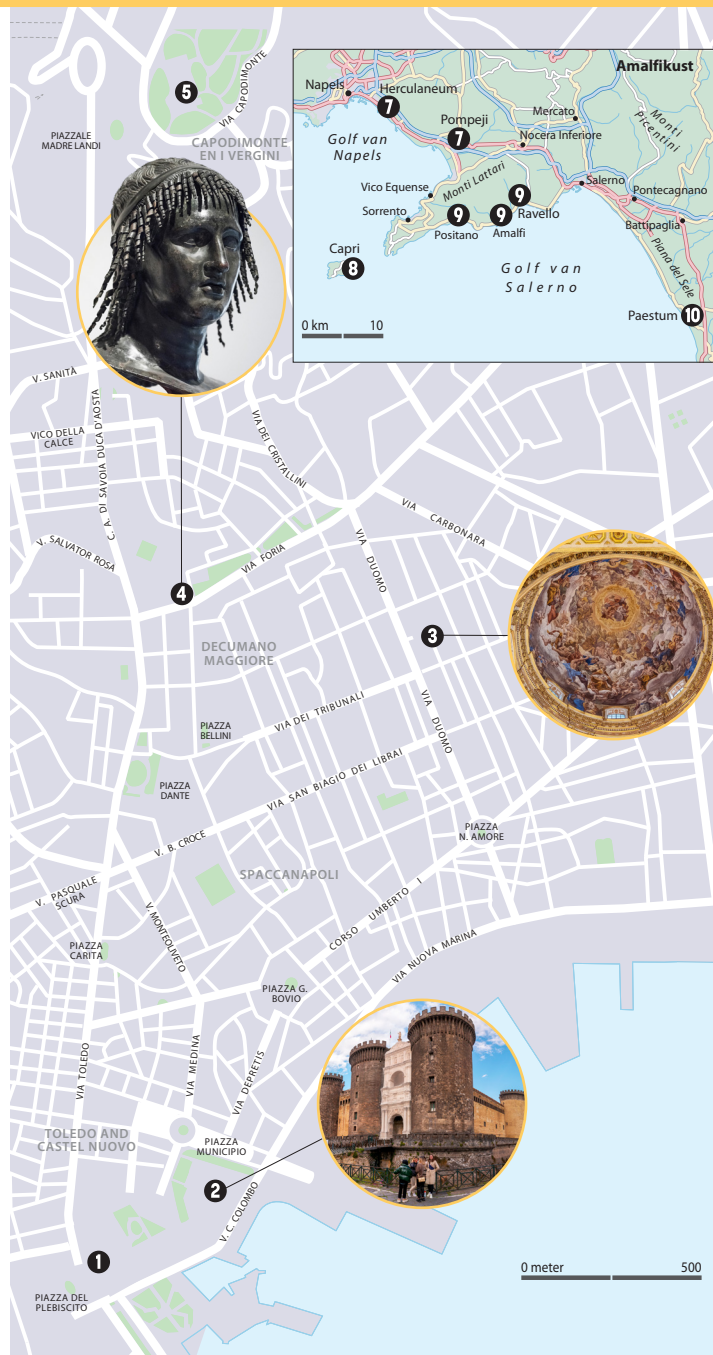 5
VIA CAPODIMONTE
PIAZZALE
MADRE LANDI
CAPODIMONTE
EN I VERGINI
Amalfikust
Napels
Herculaneum
7
Pompeji
7
Mercato
Nocera Inferiore
Monti
Picentini
Golf van
Napels
Monti Lattari
Vico Equense
Sorrento
9
Positano
9
Amalfi
9
Ravello
Salerno
Pontecagnano
Battipaglia
Capri
8
Golf van
Salerno
Piana del Sele
Paestum
10
0 km 10
V. SANITÀ
VICO DELLA
CALCE
C. A. DI SAVOIA DUCA D'AOSTA
VIA DEI CRISTALLINI
VIA CARBONARA
V. SALVATOR ROSA
VIA FORIA
VIA DUOMO
4
3
DECUMANO
MAGGIORE
VIA DEI TRIBUNALI
VIA DUOMO
PIAZZA
BELLINI
PIAZZA
DANTE
VIA SAN BIAGIO DEI LIBRAI
V. B. CROCE
PIAZZA
N. AMORE
SPACCANAPOLI
V. PASQUALE
SCURA
V. MONTEOLIVETO
CORSO UMBERTO I
PIAZZA
CARITA
VIA NUOVA MARINA
PIAZZA G.
BOVIO
VIA TOLEDO
VIA MEDINA
VIA DEPRETIS
TOLEDO AND
CASTEL NUOVO
PIAZZA
MUNICIPIO
2
V. C. COLOMBO
1
PIAZZA DEL
PLEBISCITO
0 meter 500